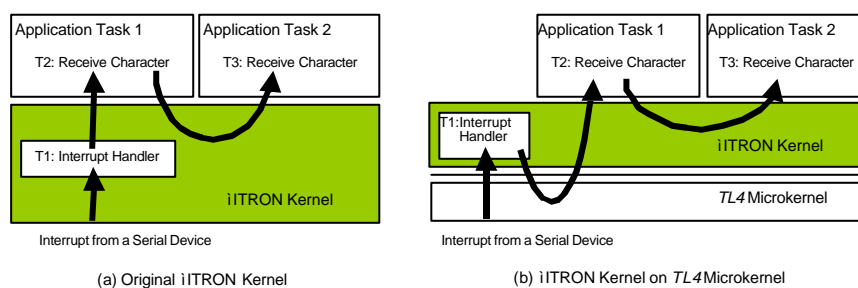 Application Task 1
T2: Receive Character
Application Task 2
T3: Receive Character
T1: Interrupt Handler
ìITRON Kernel
Interrupt from a Serial Device
(a) Original ìITRON Kernel
Application Task 1
T2: Receive Character
Application Task 2
T3: Receive Character
T1:Interrupt
Handler
ìITRON Kernel
TL4 Microkernel
Interrupt from a Serial Device
(b) ìITRON Kernel on TL4 Microkernel